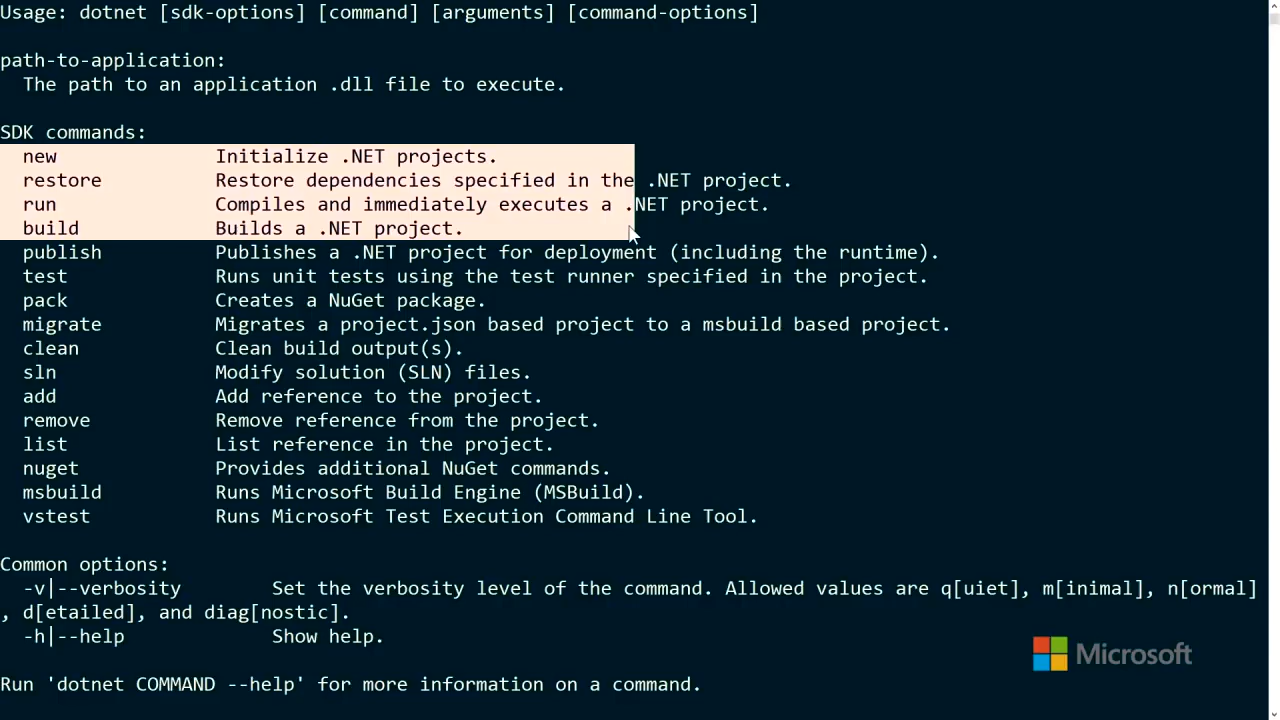 Usage: dotnet [sdk-options] [command] [arguments] [command-options]
path-to-application:
The path to an application .dll file to execute.
SDK commands:
new Initialize .NET projects.
restore Restore dependencies specified in the .NET project.
run Compiles and immediately executes a .NET project.
build Builds a .NET project.
publish Publishes a .NET project for deployment (including the runtime).
test Runs unit tests using the test runner specified in the project.
pack Creates a NuGet package.
migrate Migrates a project.json based project to a msbuild based project.
clean Clean build output(s).
sln Modify solution (SLN) files.
add Add reference to the project.
remove Remove reference from the project.
list List reference in the project.
nuget Provides additional NuGet commands.
msbuild Runs Microsoft Build Engine (MSBuild).
vstest Runs Microsoft Test Execution Command Line Tool.
Common options:
-v|--verbosity Set the verbosity level of the command. Allowed values are q[uiet], m[inimal], n[ormal]
, d[etailed], and diag[nostic].
-h|--help Show help.
Microsoft
Run 'dotnet COMMAND --help' for more information on a command.